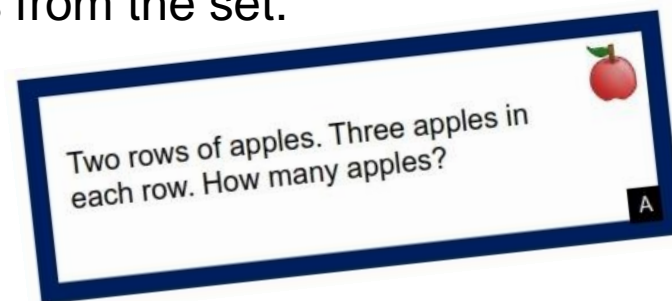 from the set.
Two rows of apples. Three apples in
each row. How many apples?
A